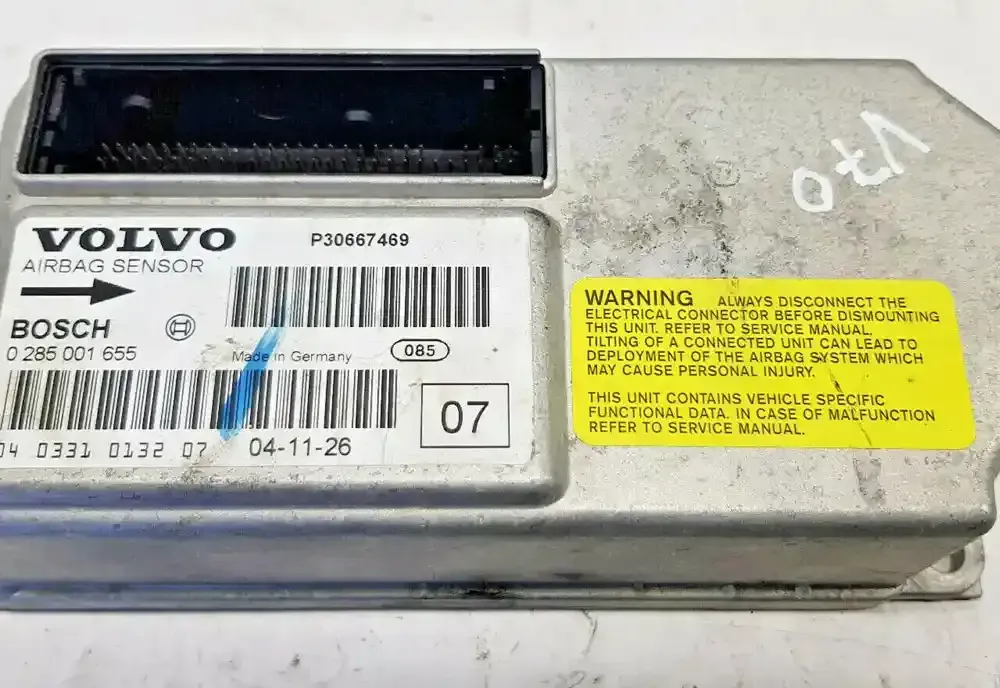 V70
VOLVO P30667469
AIRBAG SENSOR
BOSCH
0 285 001 655
Made in Germany 085
04 0331 0132 07 04-11-26
07
WARNING ALWAYS DISCONNECT THE
ELECTRICAL CONNECTOR BEFORE DISMOUNTING
THIS UNIT. REFER TO SERVICE MANUAL.
TILTING OF A CONNECTED UNIT CAN LEAD TO
DEPLOYMENT OF THE AIRBAG SYSTEM WHICH
MAY CAUSE PERSONAL INJURY.
THIS UNIT CONTAINS VEHICLE SPECIFIC
FUNCTIONAL DATA. IN CASE OF MALFUNCTION
REFER TO SERVICE MANUAL.